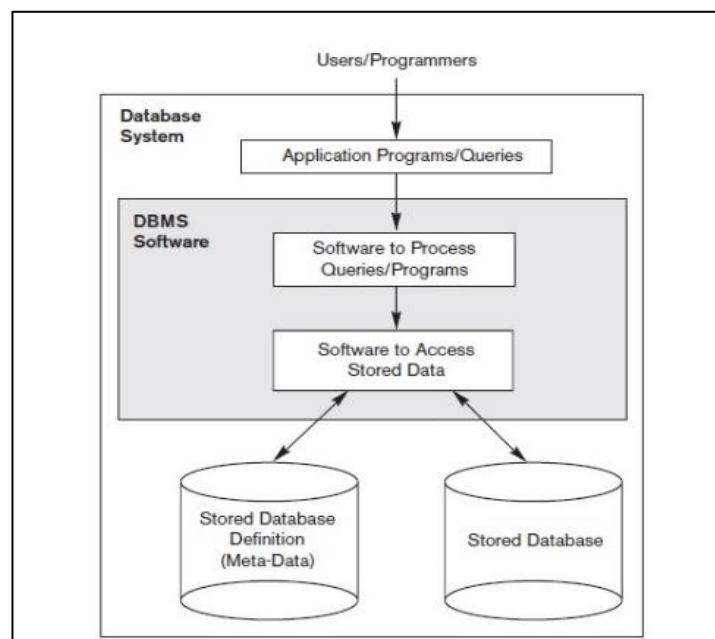 Users/Programmers
Database
System
Application Programs/Queries
DBMS
Software
Software to Process
Queries/Programs
Software to Access
Stored Data
Stored Database
Definition
(Meta-Data)
Stored Database